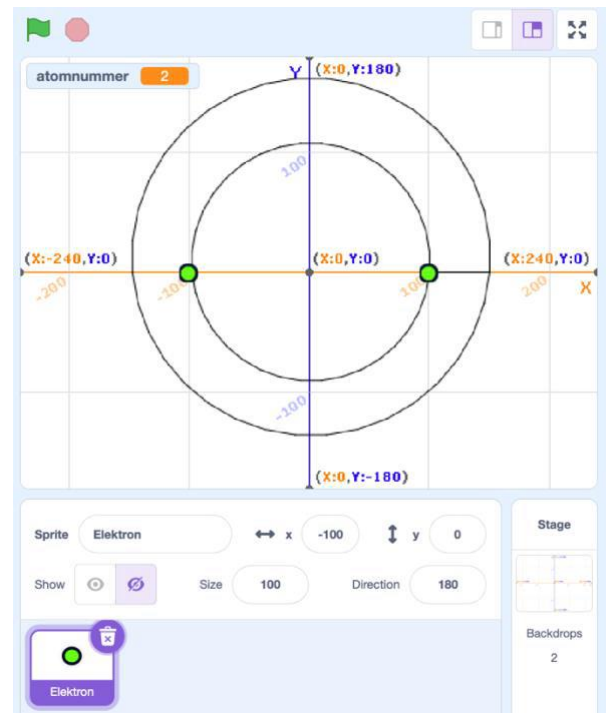 atomnummer 2
Y (X:0,Y:180)
100
(X:-240,Y:0) (X:0,Y:0) (X:240,Y:0)
-200 -100 100 200 X
-100
(X:0,Y:-180)
Sprite Elektron x -100 y 0
Show Size 100 Direction 180
Elektron
Stage
Backdrops
2